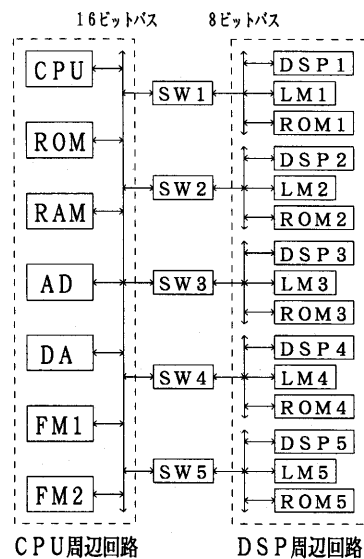 16ビットバス 8ビットバス
CPU
ROM
RAM
AD
DA
FM1
FM2
SW1
SW2
SW3
SW4
SW5
DSP1
LM1
ROM1
DSP2
LM2
ROM2
DSP3
LM3
ROM3
DSP4
LM4
ROM4
DSP5
LM5
ROM5
CPU周辺回路 DSP周辺回路